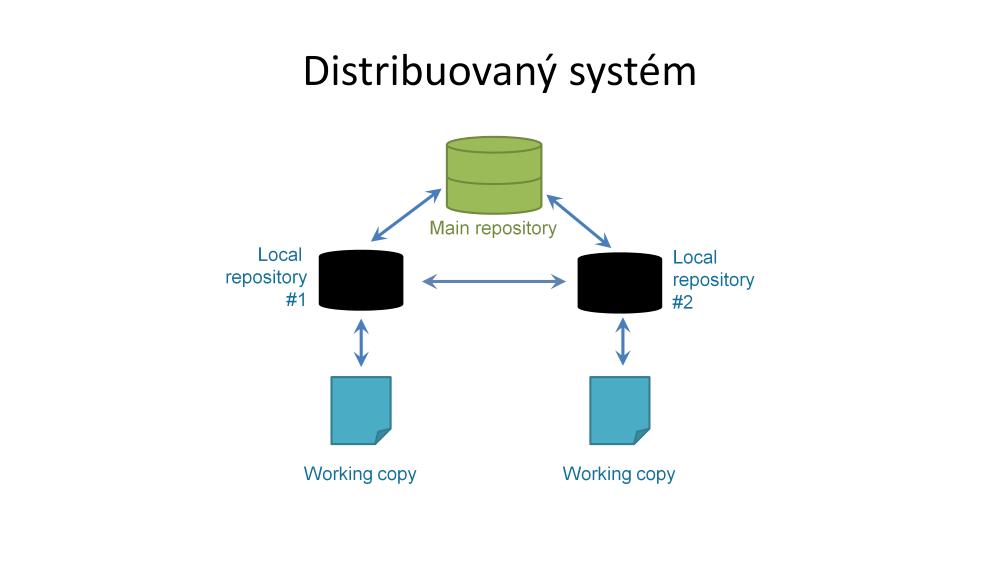 Distribuovaný systém
Main repository
Local
repository
#1
Local
repository
#2
Working copy
Working copy